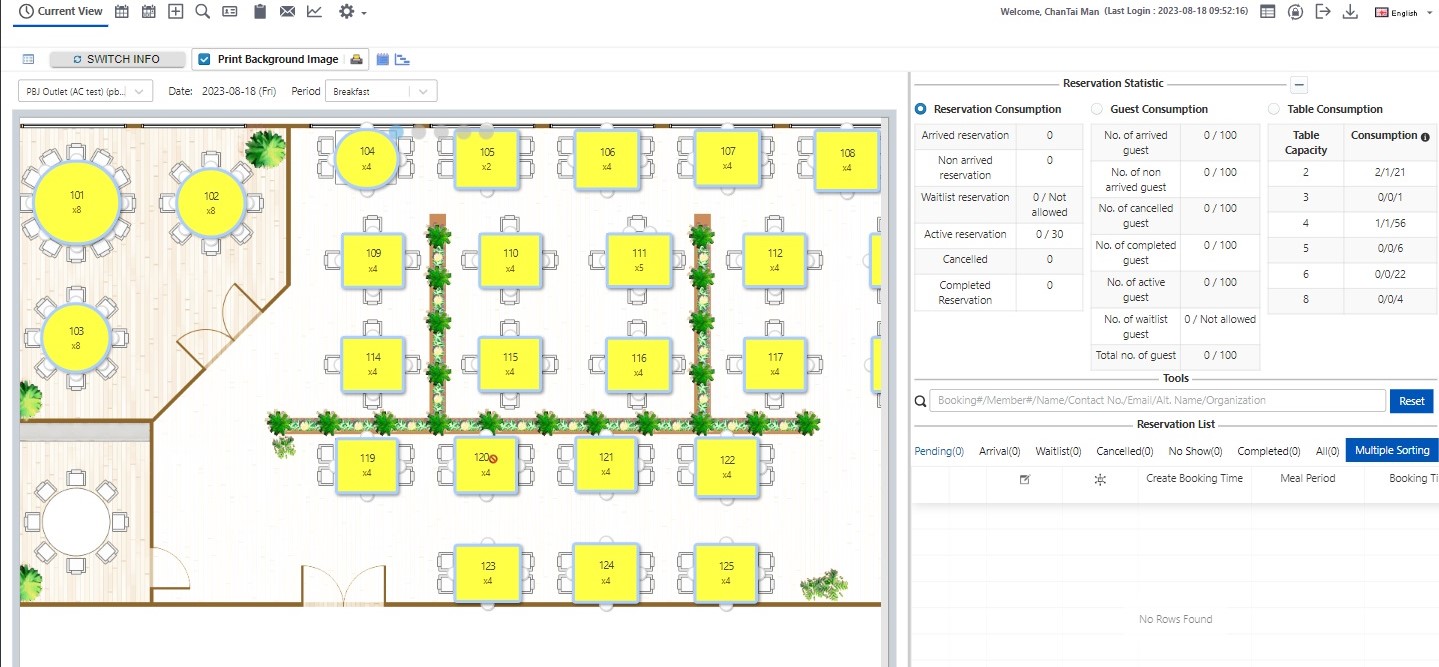 Current View
Welcome, ChanTai Man (Last Login : 2023-08-18 09:52:16)
English
SWITCH INFO
Print Background Image
PBJ Outlet (AC test) (pb...
Date: 2023-08-18 (Fri) Period Breakfast
101
x8
102
x8
103
x8
104
x4
105
x2
106
x4
107
x4
108
x4
109
x4
110
x4
111
x5
112
x4
114
x4
115
x4
116
x4
117
x4
119
x4
120
x4
121
x4
122
x4
123
x4
124
x4
125
x4
Reservation Statistic
Reservation Consumption
Arrived reservation 0
Non arrived
reservation 0
Waitlist reservation 0 / Not
allowed
Active reservation 0 / 30
Cancelled 0
Completed
Reservation 0
Guest Consumption
No. of arrived
guest 0 / 100
No. of non
arrived guest 0 / 100
No. of cancelled
guest 0 / 100
No. of completed
guest 0 / 100
No. of active
guest 0 / 100
No. of waitlist
guest 0 / Not allowed
Total no. of guest 0 / 100
Table Consumption
Table
Capacity Consumption
2 2/1/21
3 0/0/1
4 1/1/56
5 0/0/6
6 0/0/22
8 0/0/4
Tools
Booking#/Member#/Name/Contact No./Email/Alt. Name/Organization
Reset
Reservation List
Pending(0) Arrival(0) Waitlist(0) Cancelled(0) No Show(0) Completed(0) All(0) Multiple Sorting
Create Booking Time Meal Period Booking Ti
No Rows Found